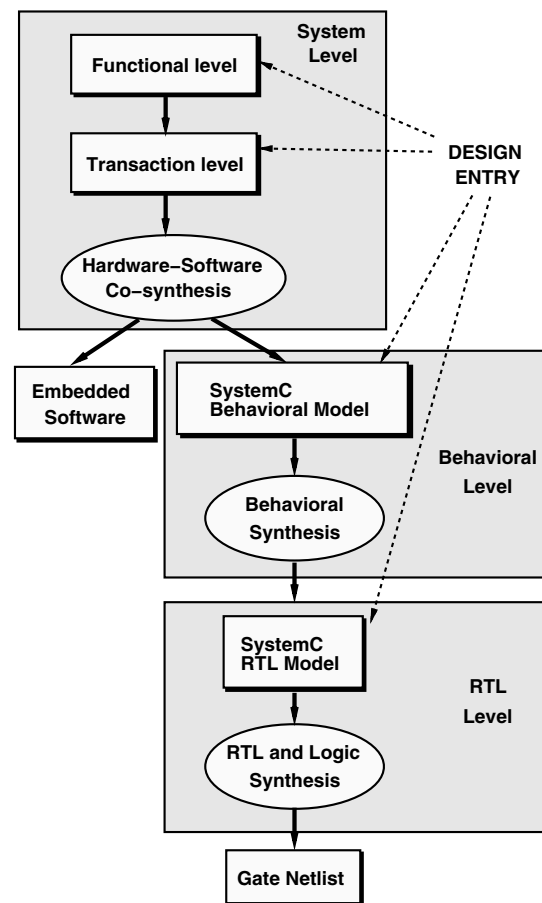 System
Level
Functional level
Transaction level
DESIGN
ENTRY
Hardware–Software
Co–synthesis
Embedded
Software
SystemC
Behavioral Model
Behavioral
Level
Behavioral
Synthesis
SystemC
RTL Model
RTL
Level
RTL and Logic
Synthesis
Gate Netlist